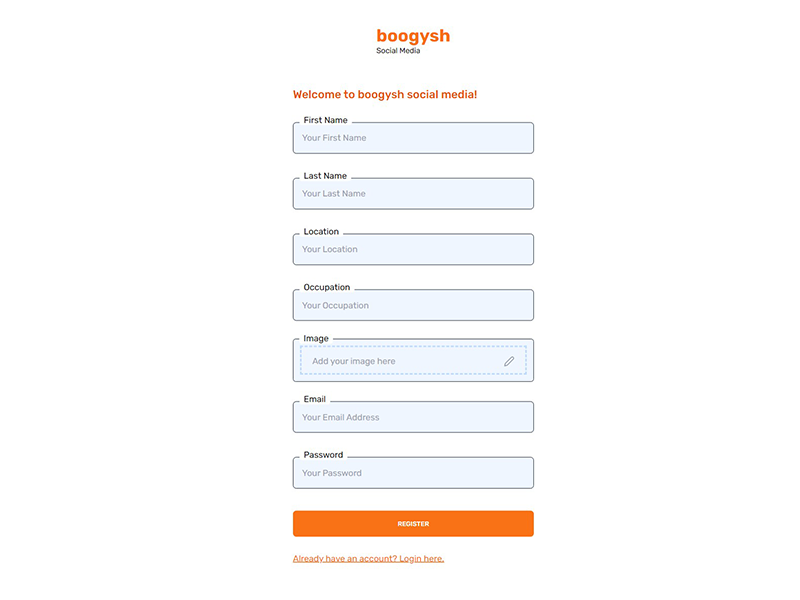 boogysh
Social Media
Welcome to boogysh social media!
First Name
Your First Name
Last Name
Your Last Name
Location
Your Location
Occupation
Your Occupation
Image
Add your image here
Email
Your Email Address
Password
Your Password
REGISTER
Already have an account? Login here.